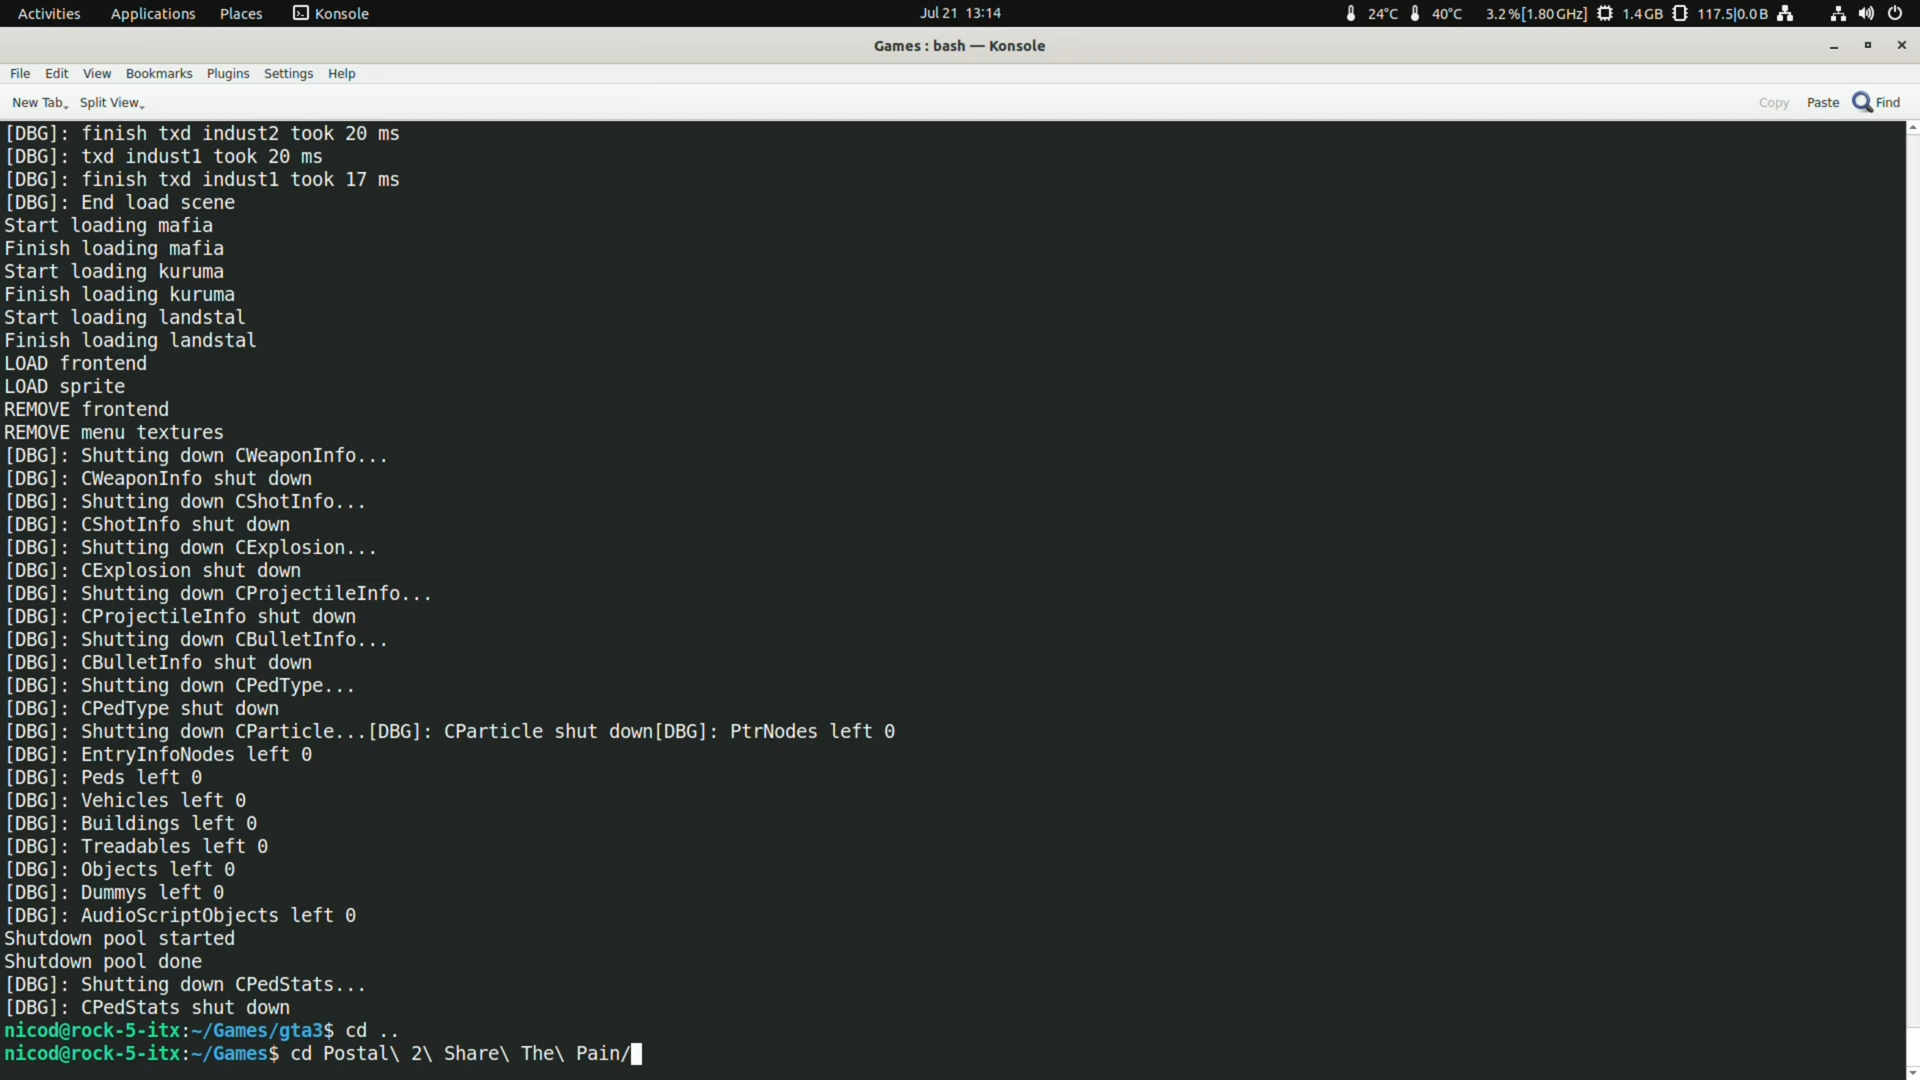 Activities Applications Places Konsole Jul 21 13:14 24°C 40°C 3.2%[1.80GHz] 1.4GB 117.5|0.0B
Games : bash — Konsole
File Edit View Bookmarks Plugins Settings Help
New Tab Split View Copy Paste Find
[DBG]: finish txd indust2 took 20 ms
[DBG]: txd indust1 took 20 ms
[DBG]: finish txd indust1 took 17 ms
[DBG]: End load scene
Start loading mafia
Finish loading mafia
Start loading kuruma
Finish loading kuruma
Start loading landstal
Finish loading landstal
LOAD frontend
LOAD sprite
REMOVE frontend
REMOVE menu textures
[DBG]: Shutting down CWeaponInfo...
[DBG]: CWeaponInfo shut down
[DBG]: Shutting down CShotInfo...
[DBG]: CShotInfo shut down
[DBG]: Shutting down CExplosion...
[DBG]: CExplosion shut down
[DBG]: Shutting down CProjectileInfo...
[DBG]: CProjectileInfo shut down
[DBG]: Shutting down CBulletInfo...
[DBG]: CBulletInfo shut down
[DBG]: Shutting down CPedType...
[DBG]: CPedType shut down
[DBG]: Shutting down CParticle...[DBG]: CParticle shut down[DBG]: PtrNodes left 0
[DBG]: EntryInfoNodes left 0
[DBG]: Peds left 0
[DBG]: Vehicles left 0
[DBG]: Buildings left 0
[DBG]: Treadables left 0
[DBG]: Objects left 0
[DBG]: Dummys left 0
[DBG]: AudioScriptObjects left 0
Shutdown pool started
Shutdown pool done
[DBG]: Shutting down CPedStats...
[DBG]: CPedStats shut down
nicod@rock-5-itx:~/Games/gta3$ cd ..
nicod@rock-5-itx:~/Games$ cd Postal\ 2\ Share\ The\ Pain/